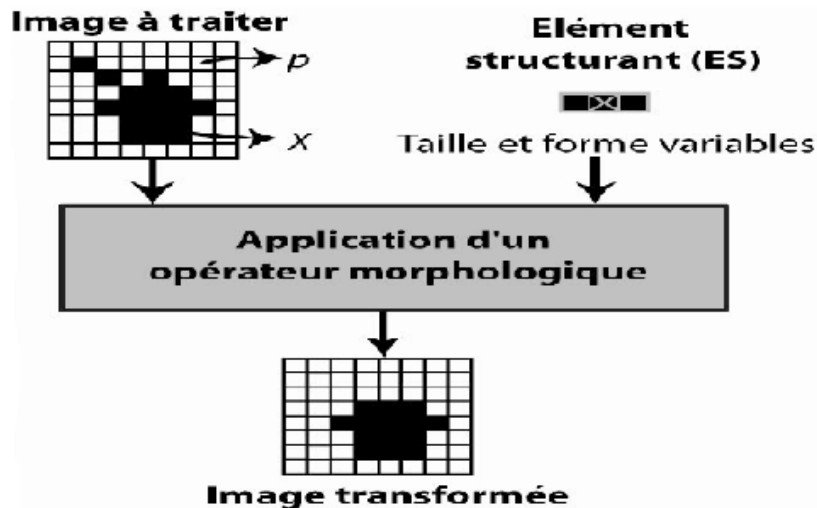 Image à traiter
p
X
Elément
structurant (ES)
X
Taille et forme variables
Application d'un
opérateur morphologique
Image transformée